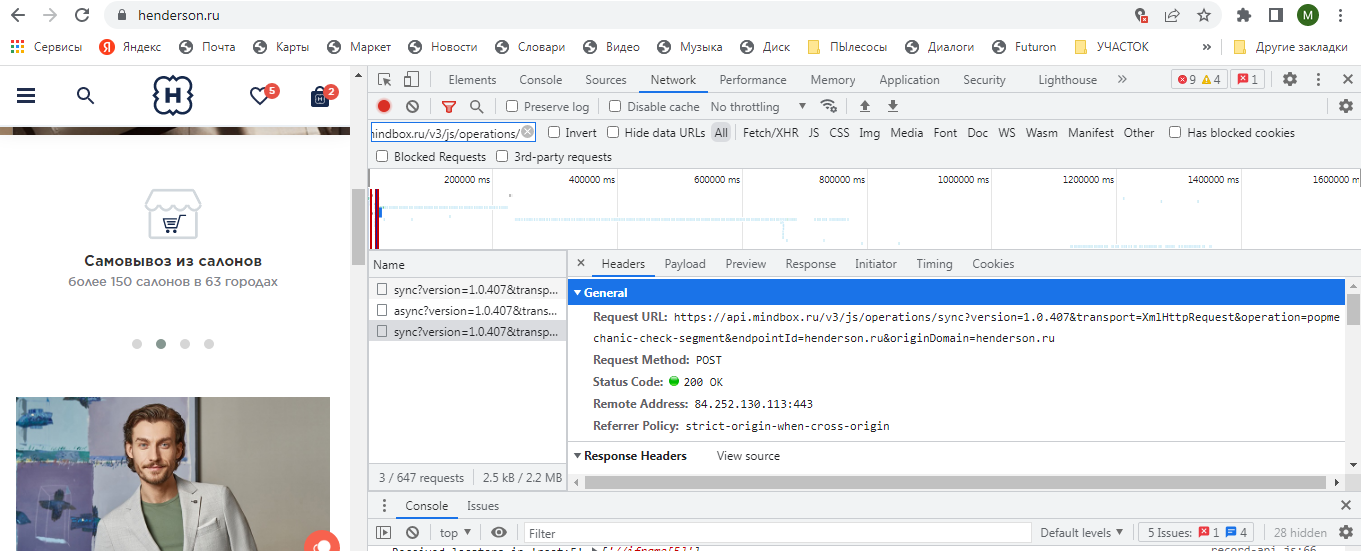 henderson.ru
M
Сервисы Яндекс Почта Карты Маркет Новости Словари Видео Музыка Диск ПЫлесосы Диалоги Futuron УЧАСТОК » Другие закладки
Elements Console Sources Network Performance Memory Application Security Lighthouse » 9 4 1
H 5 2
Preserve log Disable cache No throttling
mindbox.ru/v3/js/operations/ Invert Hide data URLs All Fetch/XHR JS CSS Img Media Font Doc WS Wasm Manifest Other Has blocked cookies
Blocked Requests 3rd-party requests
200000 ms 400000 ms 600000 ms 800000 ms 1000000 ms 1200000 ms 1400000 ms 1600000 ms
Самовывоз из салонов
более 150 салонов в 63 городах
Name
sync?version=1.0.407&transp...
async?version=1.0.407&trans...
sync?version=1.0.407&transp...
3 / 647 requests 2.5 kB / 2.2 MB
Headers Payload Preview Response Initiator Timing Cookies
General
Request URL: https://api.mindbox.ru/v3/js/operations/sync?version=1.0.407&transport=XmlHttpRequest&operation=popme
chanic-check-segment&endpointId=henderson.ru&originDomain=henderson.ru
Request Method: POST
Status Code: 200 OK
Remote Address: 84.252.130.113:443
Referrer Policy: strict-origin-when-cross-origin
Response Headers View source
Console Issues
top Filter Default levels 5 Issues: 1 4 28 hidden